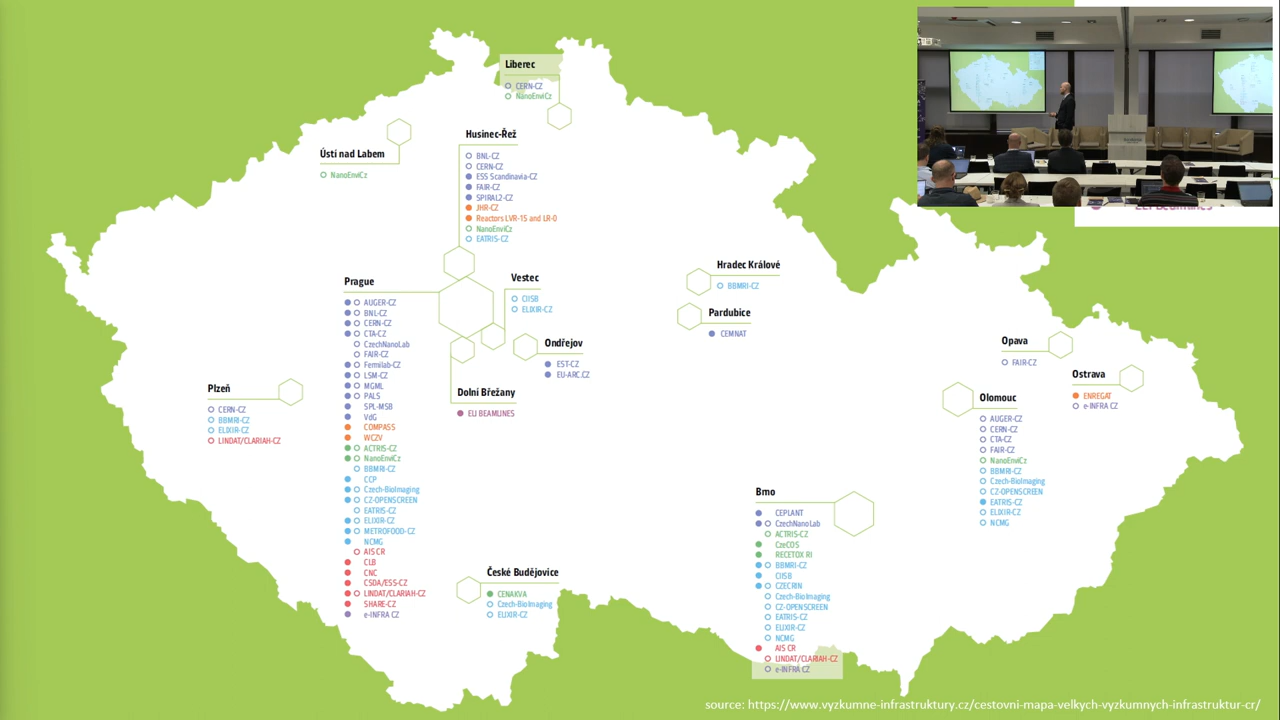 Liberec
CERN-CZ
NanoEnviCz
Husinec-Řež
BNL-CZ
CERN-CZ
ESS Scandinavia-CZ
FAIR-CZ
SPIRAL2-CZ
JHR-CZ
Reactors LVR-15 and LR-0
NanoEnviCz
EATRIS-CZ
Ústí nad Labem
NanoEnviCz
Prague
AUGER-CZ
BNL-CZ
CERN-CZ
CTA-CZ
CzechNanoLab
FAIR-CZ
Fermilab-CZ
LSM-CZ
MGML
PALS
SPL-MSB
VdG
COMPASS
WCZV
ACTRIS-CZ
NanoEnviCz
BBMRI-CZ
CCP
Czech-BioImaging
CZ-OPENSCREEN
EATRIS-CZ
ELIXIR-CZ
METROFOOD-CZ
NCMG
AIS CR
CLB
CNC
CSDA/ESS-CZ
LINDAT/CLARIAH-CZ
SHARE-CZ
e-INFRA CZ
Vestec
CIISB
ELIXIR-CZ
Ondřejov
EST-CZ
EU-ARC.CZ
Dolní Břežany
EU BEAMLINES
Plzeň
CERN-CZ
BBMRI-CZ
ELIXIR-CZ
LINDAT/CLARIAH-CZ
Hradec Králové
BBMRI-CZ
Pardubice
CEMNAT
České Budějovice
CENAKVA
Czech-BioImaging
ELIXIR-CZ
Brno
CEPLANT
CzechNanoLab
ACTRIS-CZ
CzeCOS
RECETOX RI
BBMRI-CZ
CIISB
CZECRIN
Czech-BioImaging
CZ-OPENSCREEN
EATRIS-CZ
ELIXIR-CZ
NCMG
AIS CR
LINDAT/CLARIAH-CZ
e-INFRA CZ
Opava
FAIR-CZ
Ostrava
ENREGAT
e-INFRA CZ
Olomouc
AUGER-CZ
CERN-CZ
CTA-CZ
FAIR-CZ
NanoEnviCz
BBMRI-CZ
Czech-BioImaging
CZ-OPENSCREEN
EATRIS-CZ
ELIXIR-CZ
NCMG
source: https://www.vyzkumne-infrastruktury.cz/cestovni-mapa-velkych-vyzkumnych-infrastruktur-cr/